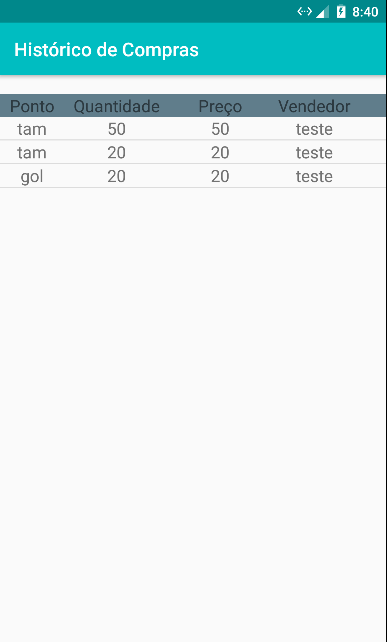 8:40
Histórico de Compras
Ponto Quantidade Preço Vendedor
tam 50 50 teste
tam 20 20 teste
gol 20 20 teste